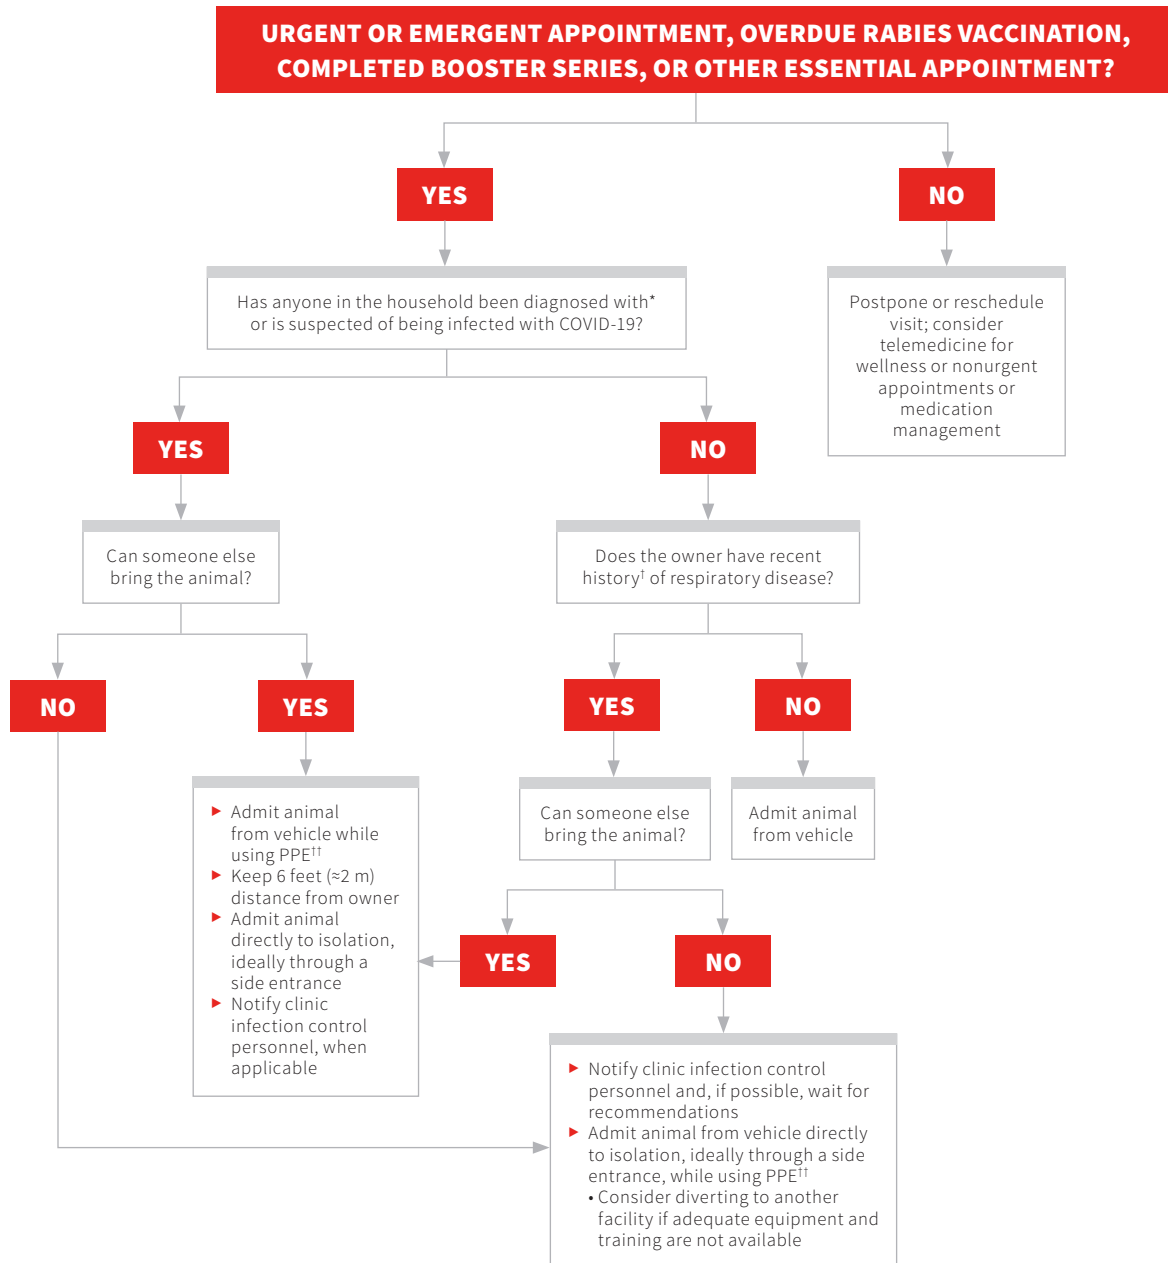 URGENT OR EMERGENT APPOINTMENT, OVERDUE RABIES VACCINATION,
COMPLETED BOOSTER SERIES, OR OTHER ESSENTIAL APPOINTMENT?
YES
NO
Has anyone in the household been diagnosed with*
or is suspected of being infected with COVID-19?
Postpone or reschedule
visit; consider
telemedicine for
wellness or nonurgent
appointments or
medication
management
YES
NO
Can someone else
bring the animal?
Does the owner have recent
history† of respiratory disease?
NO
YES
YES
NO
► Admit animal
from vehicle while
using PPE††
► Keep 6 feet (≈2 m)
distance from owner
► Admit animal
directly to isolation,
ideally through a
side entrance
► Notify clinic
infection control
personnel, when
applicable
Can someone else
bring the animal?
Admit animal
from vehicle
YES
NO
► Notify clinic infection control
personnel and, if possible, wait for
recommendations
► Admit animal from vehicle directly
to isolation, ideally through a side
entrance, while using PPE††
• Consider diverting to another
facility if adequate equipment and
training are not available